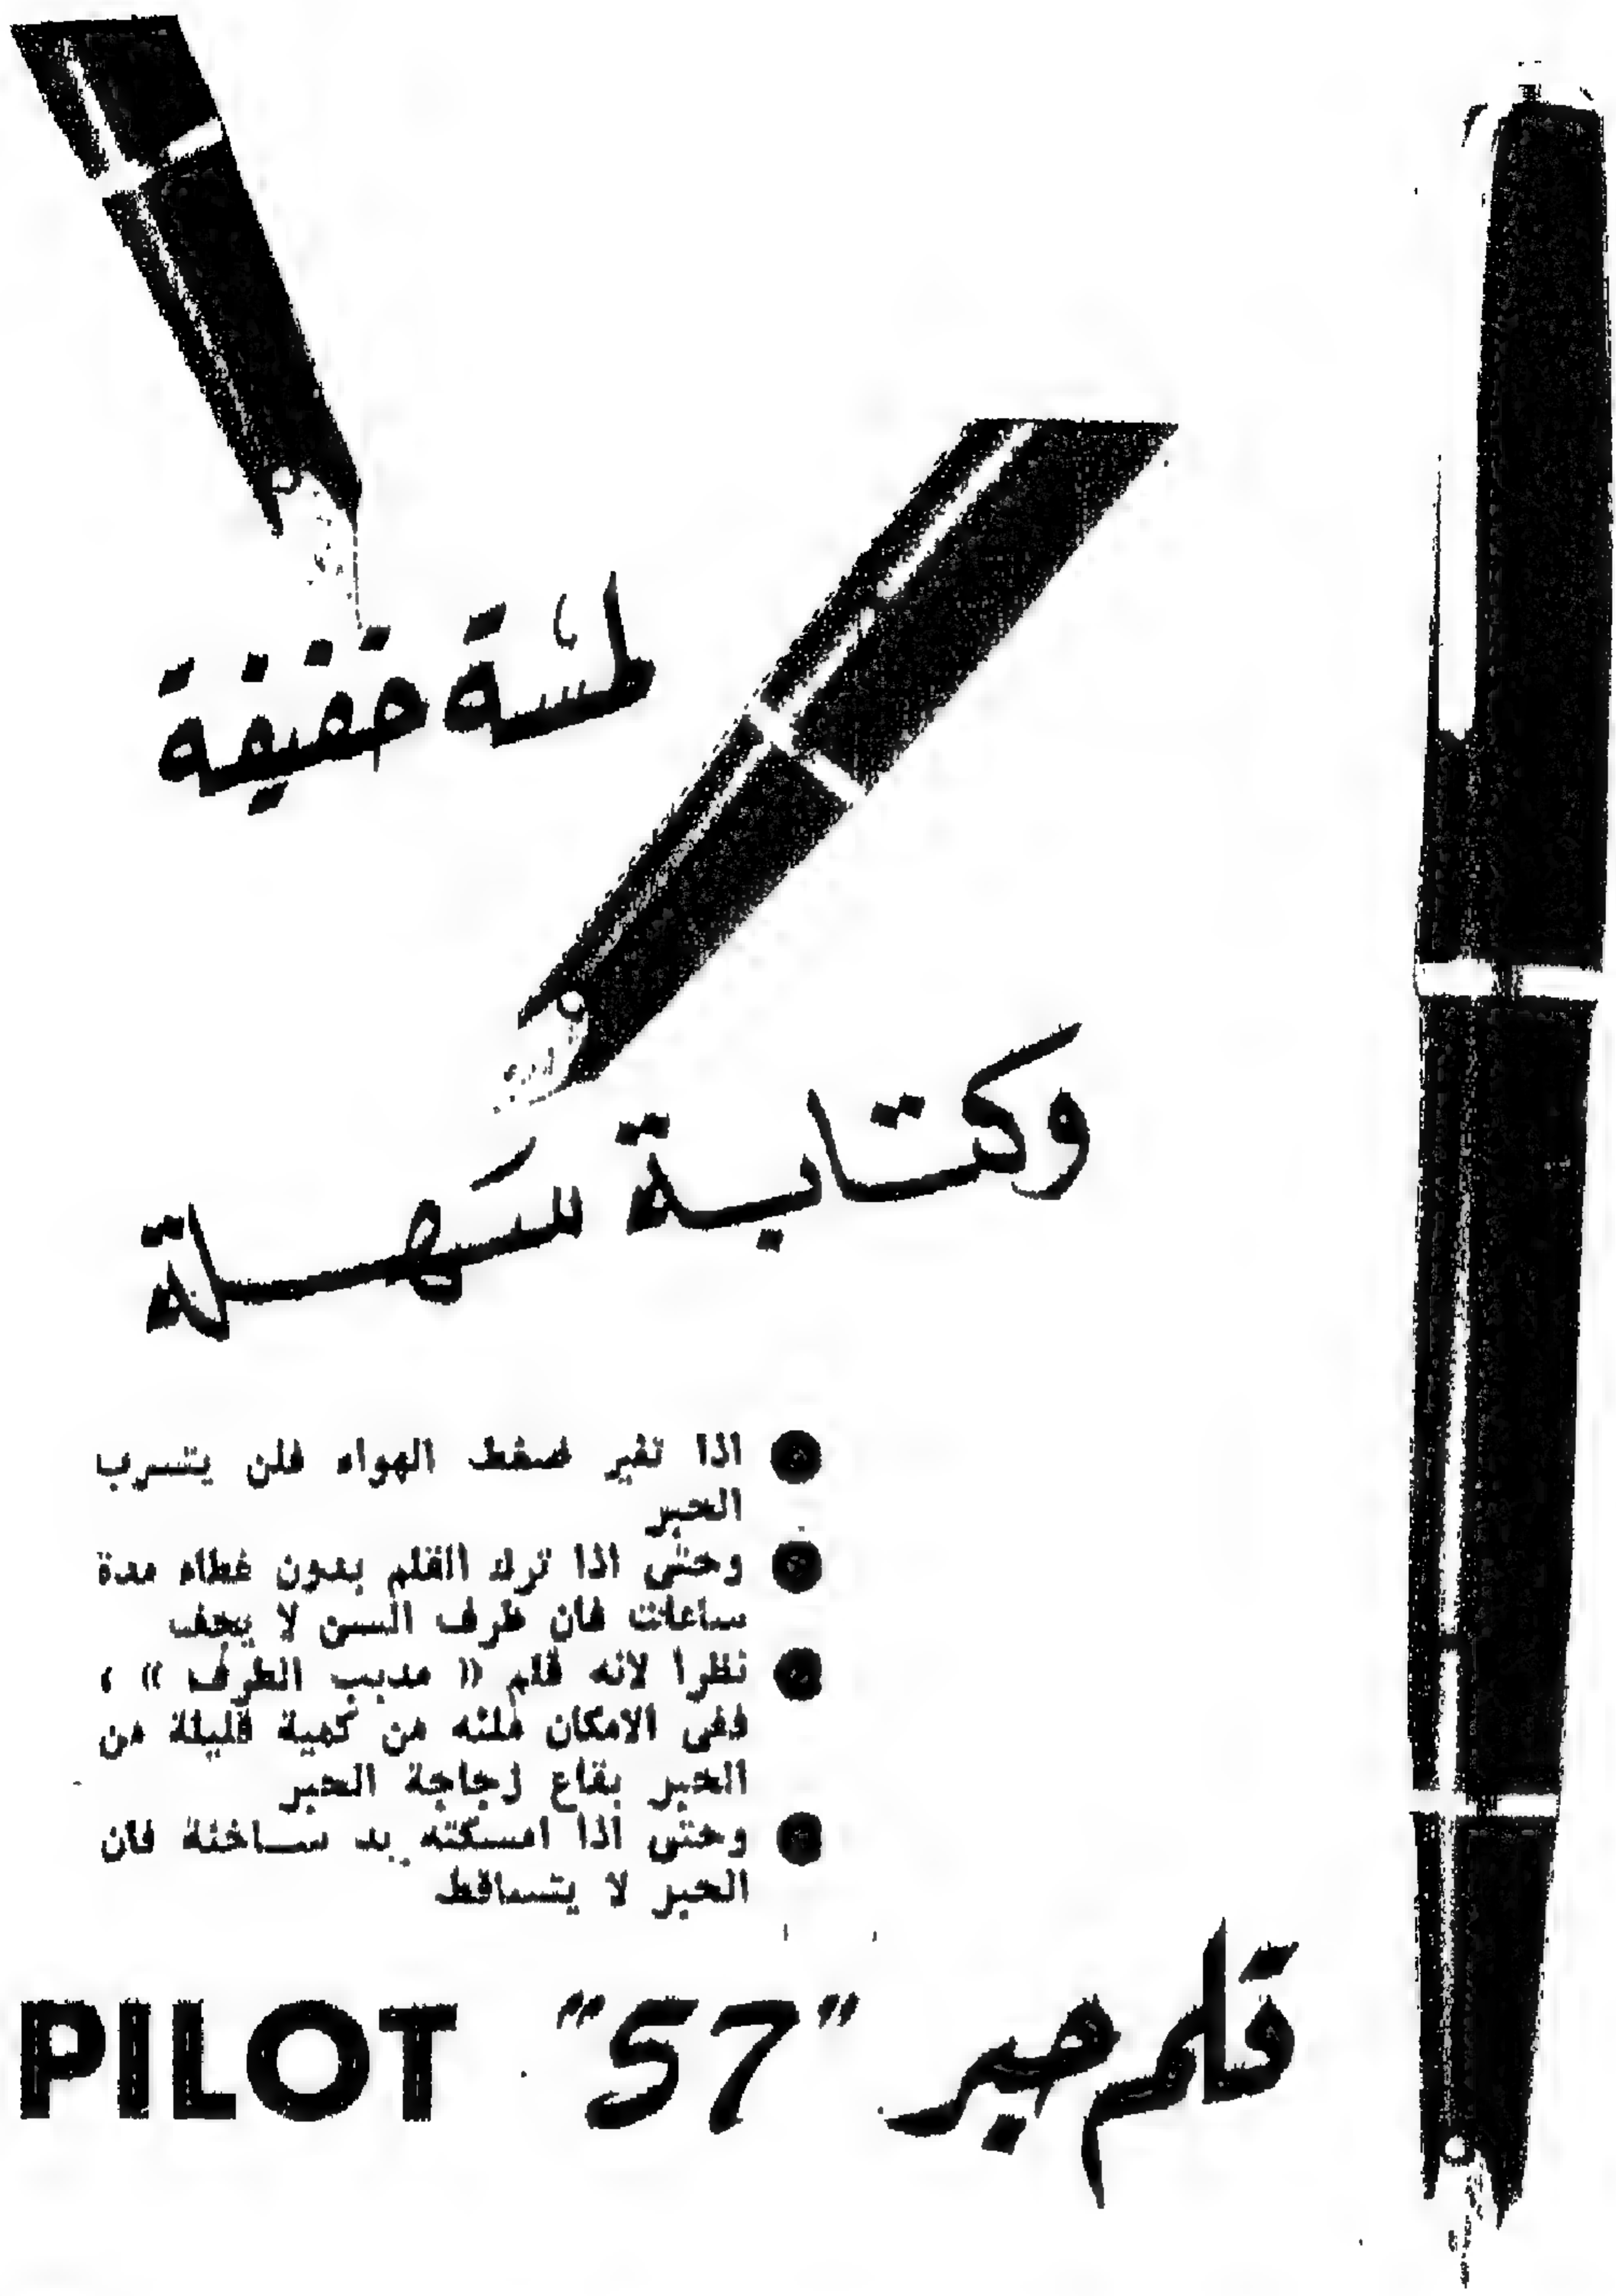 لمسة خفيفة
وكتابة سهلة
● اذا تغير ضغط الهواء فلن يتسرب
الحبر
● وحتى اذا ترك القلم بدون غطاء مدة
ساعات فان طرف السن لا يجف
● نظرا لانه قلم « مدبب الطرف » ،
ففى الامكان ملئه من كمية قليلة من
الحبر بقاع زجاجة الحبر
● وحتى اذا امسكته يد ساخنة فان
الحبر لا يتساقط
قلم حبر "57" PILOT